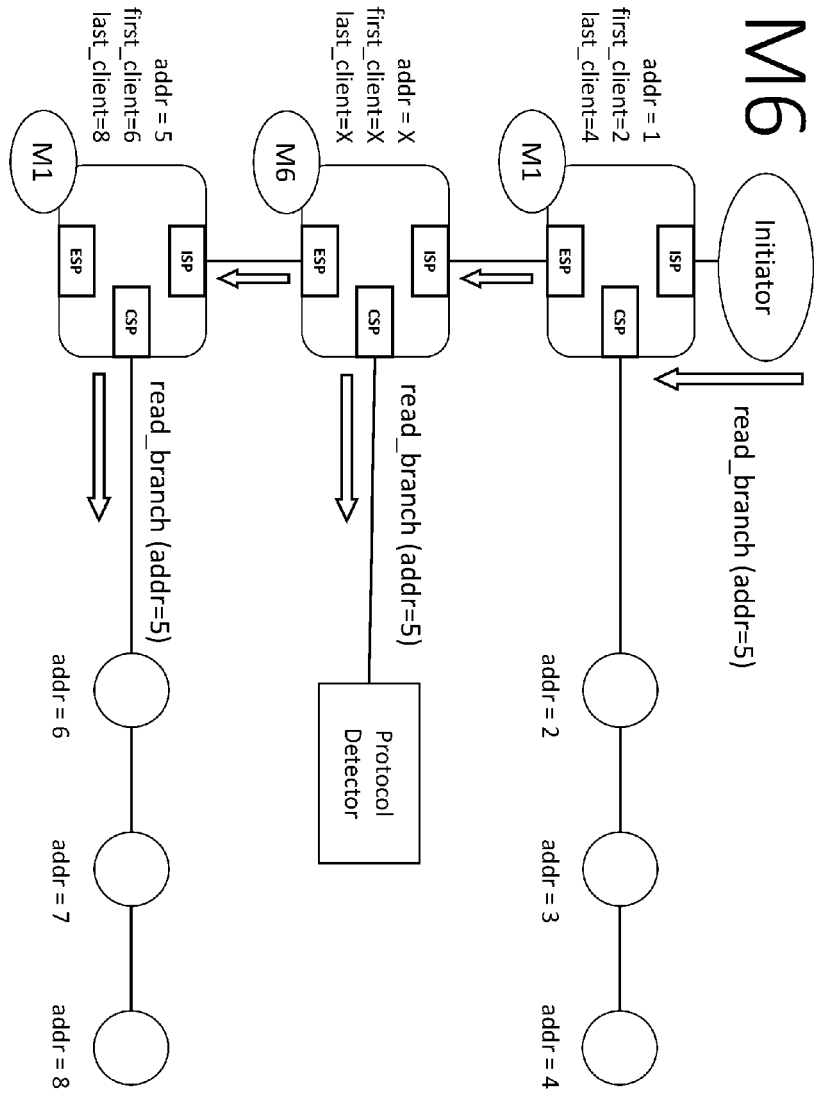 M6
Initiator
read_branch (addr=5)
addr = 1
first_client=2
last_client=4
M1
ISP
ESP
CSP
addr = 2
addr = 3
addr = 4
addr = X
first_client=X
last_client=X
M6
ISP
ESP
CSP
read_branch (addr=5)
Protocol
Detector
addr = 5
first_client=6
last_client=8
M1
ISP
ESP
CSP
read_branch (addr=5)
addr = 6
addr = 7
addr = 8